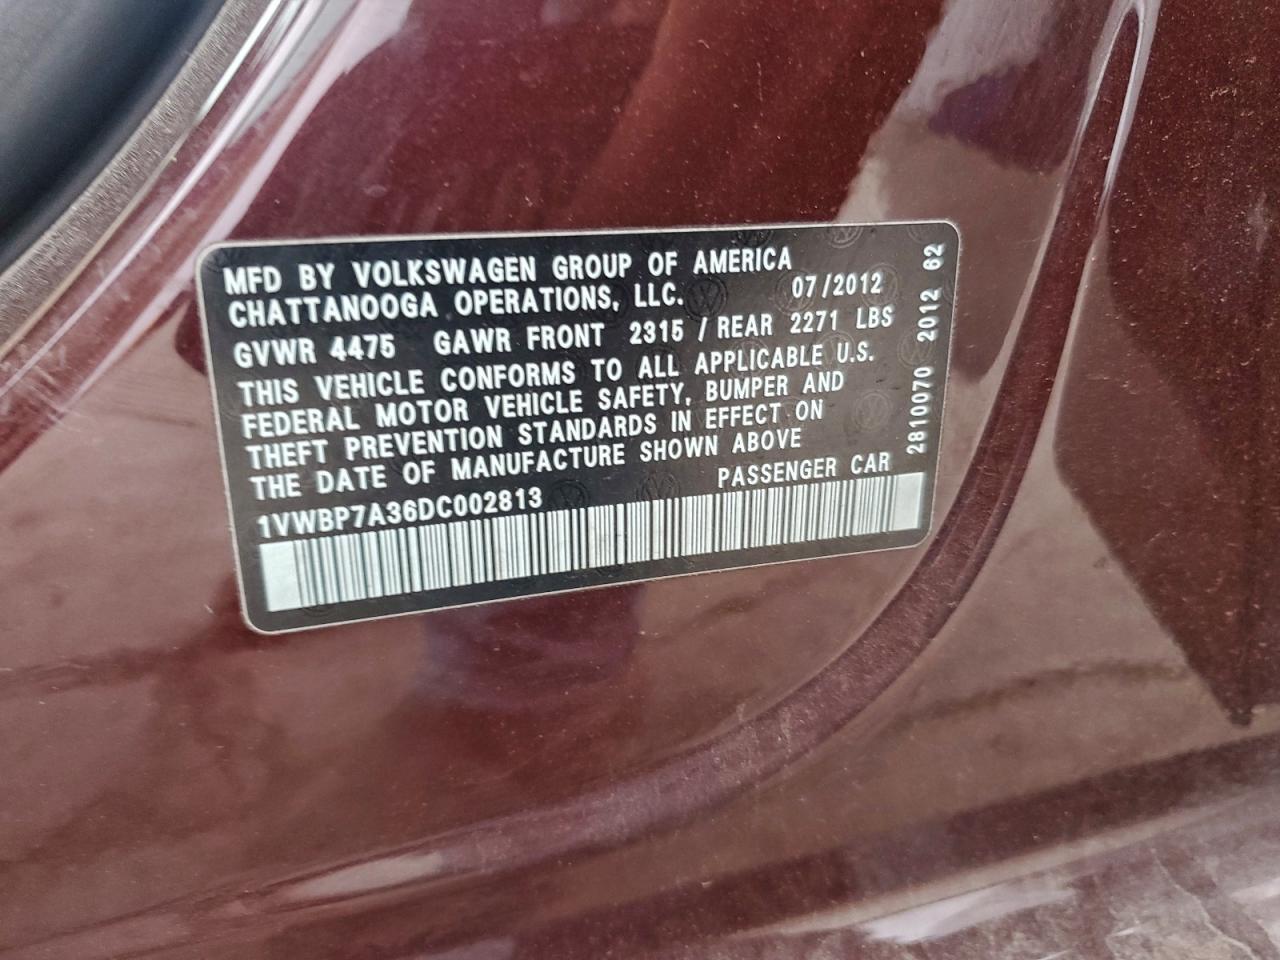 MFD BY VOLKSWAGEN GROUP OF AMERICA
CHATTANOOGA OPERATIONS, LLC. 07/2012
GVWR 4475 GAWR FRONT 2315 / REAR 2271 LBS
THIS VEHICLE CONFORMS TO ALL APPLICABLE U.S.
FEDERAL MOTOR VEHICLE SAFETY, BUMPER AND
THEFT PREVENTION STANDARDS IN EFFECT ON
THE DATE OF MANUFACTURE SHOWN ABOVE
1VWBP7A36DC002813 PASSENGER CAR
2810070 2012 62